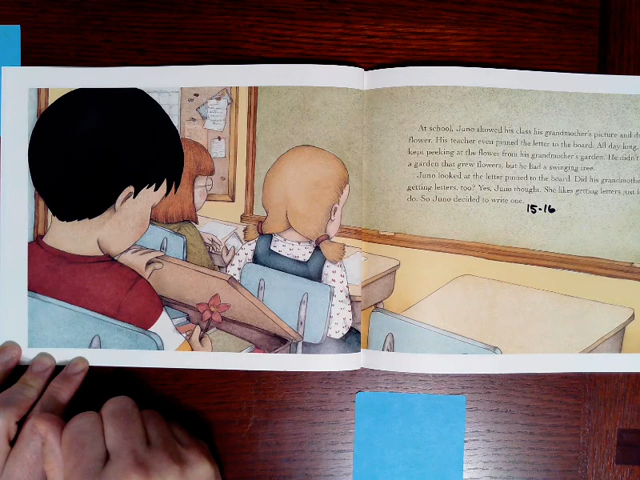 At school, Juno showed his class his grandmother's picture and
flower. His teacher even pinned the letter to the board. All day long,
kept peeking at the flower from his grandmother's garden. He didn't
a garden that grew flowers, but he had a swinging tree.
Juno looked at the letter pinned to the board. Did his
getting letters, too? Yes, Juno thought. She likes getting letters just
do. So Juno decided to write one.
15-16